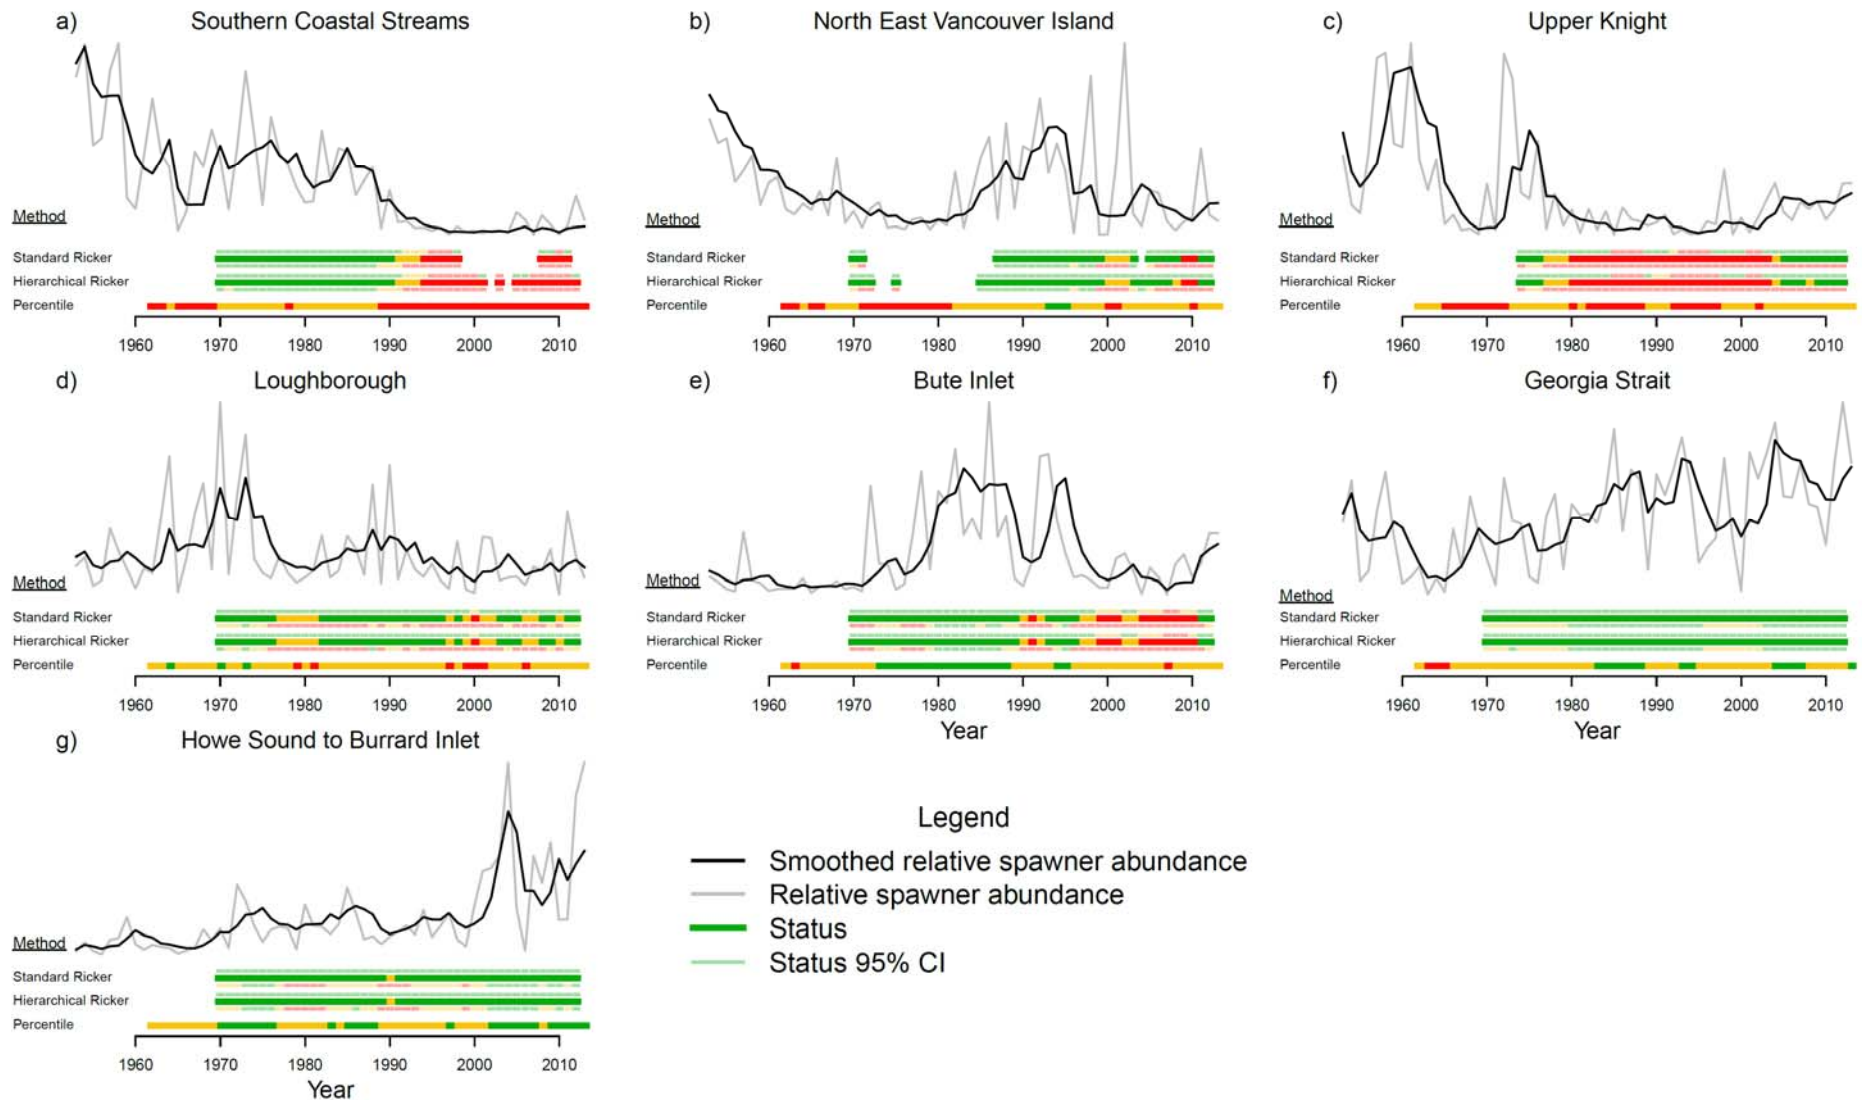 a) Southern Coastal Streams
Method
Standard Ricker
Hierarchical Ricker
Percentile
1960 1970 1980 1990 2000 2010
b) North East Vancouver Island
Method
Standard Ricker
Hierarchical Ricker
Percentile
1960 1970 1980 1990 2000 2010
c) Upper Knight
Method
Standard Ricker
Hierarchical Ricker
Percentile
1960 1970 1980 1990 2000 2010
d) Loughborough
Method
Standard Ricker
Hierarchical Ricker
Percentile
1960 1970 1980 1990 2000 2010
e) Bute Inlet
Method
Standard Ricker
Hierarchical Ricker
Percentile
1960 1970 1980 1990 2000 2010
Year
f) Georgia Strait
Method
Standard Ricker
Hierarchical Ricker
Percentile
1960 1970 1980 1990 2000 2010
Year
g) Howe Sound to Burrard Inlet
Method
Standard Ricker
Hierarchical Ricker
Percentile
1960 1970 1980 1990 2000 2010
Year
Legend
Smoothed relative spawner abundance
Relative spawner abundance
Status
Status 95% CI